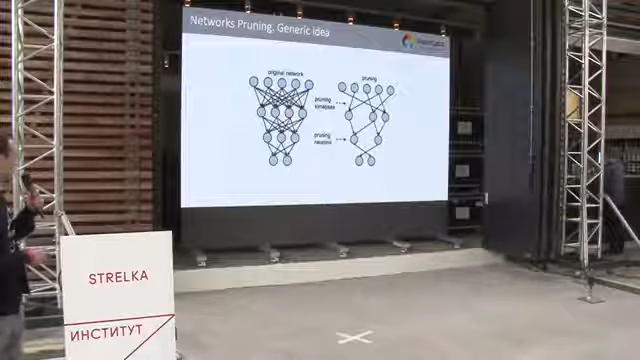 Networks Pruning. Generic Idea
original network
pruning
pruning
synapses
pruning
neurons
STRELKA
ИНСТИТУТ